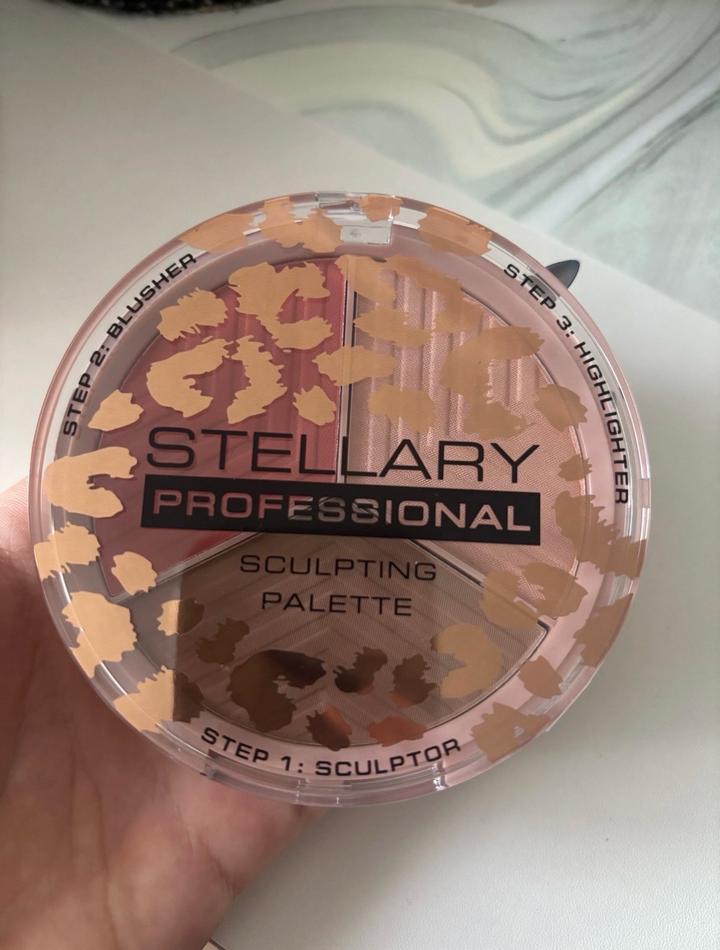 STEP 2: BLUSHER
STEP 3: HIGHLIGHTER
STELLARY
PROFESSIONAL
SCULPTING
PALETTE
STEP 1: SCULPTOR